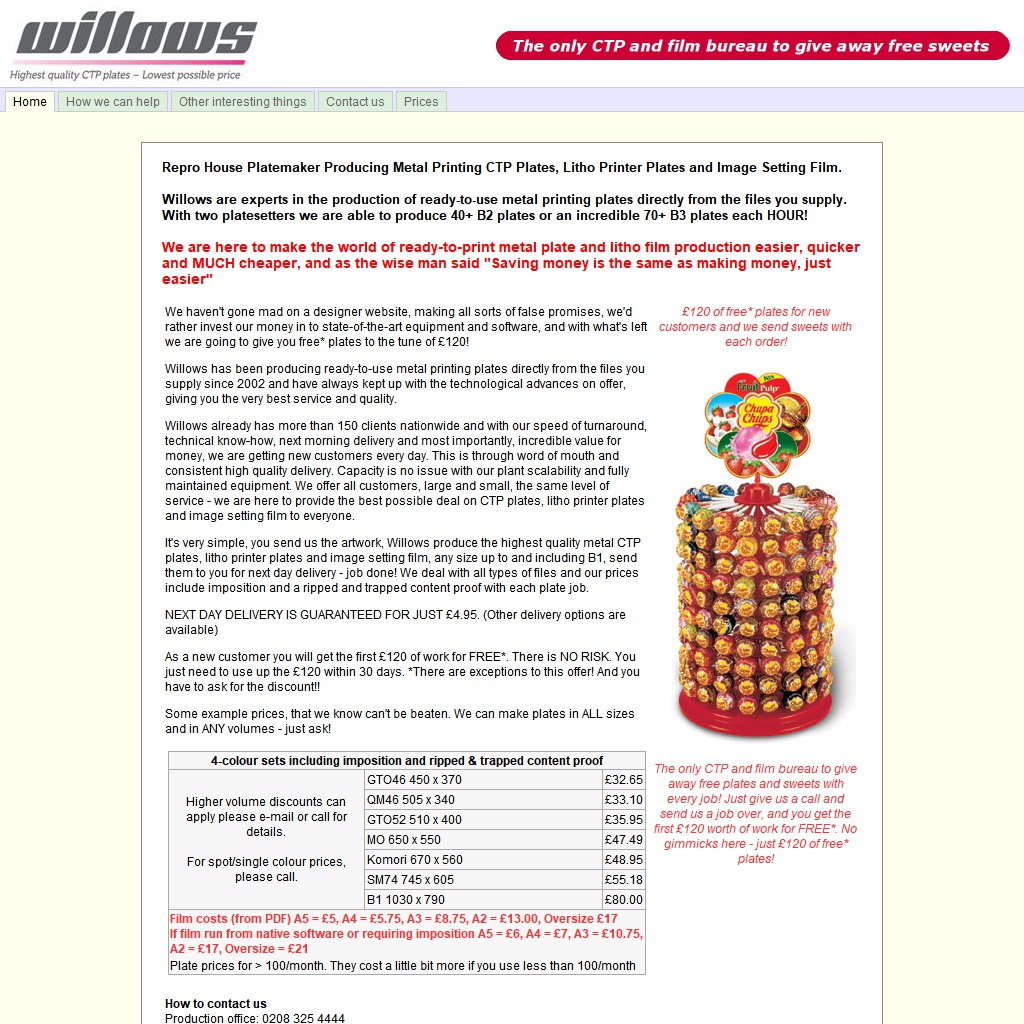 willows
Highest quality CTP plates – Lowest possible price
The only CTP and film bureau to give away free sweets
Home
How we can help
Other interesting things
Contact us
Prices
Repro House Platemaker Producing Metal Printing CTP Plates, Litho Printer Plates and Image Setting Film.
Willows are experts in the production of ready-to-use metal printing plates directly from the files you supply.
With two platesetters we are able to produce 40+ B2 plates or an incredible 70+ B3 plates each HOUR!
We are here to make the world of ready-to-print metal plate and litho film production easier, quicker
and MUCH cheaper, and as the wise man said "Saving money is the same as making money, just
easier"
We haven't gone mad on a designer website, making all sorts of false promises, we'd
rather invest our money in to state-of-the-art equipment and software, and with what's left
we are going to give you free* plates to the tune of £120!
Willows has been producing ready-to-use metal printing plates directly from the files you
supply since 2002 and have always kept up with the technological advances on offer,
giving you the very best service and quality.
Willows already has more than 150 clients nationwide and with our speed of turnaround,
technical know-how, next morning delivery and most importantly, incredible value for
money, we are getting new customers every day. This is through word of mouth and
consistent high quality delivery. Capacity is no issue with our plant scalability and fully
maintained equipment. We offer all customers, large and small, the same level of
service - we are here to provide the best possible deal on CTP plates, litho printer plates
and image setting film to everyone.
It's very simple, you send us the artwork, Willows produce the highest quality metal CTP
plates, litho printer plates and image setting film, any size up to and including B1, send
them to you for next day delivery - job done! We deal with all types of files and our prices
include imposition and a ripped and trapped content proof with each plate job.
NEXT DAY DELIVERY IS GUARANTEED FOR JUST £4.95. (Other delivery options are
available)
As a new customer you will get the first £120 of work for FREE*. There is NO RISK. You
just need to use up the £120 within 30 days. *There are exceptions to this offer! And you
have to ask for the discount!!
Some example prices, that we know can't be beaten. We can make plates in ALL sizes
and in ANY volumes - just ask!
£120 of free* plates for new
customers and we send sweets with
each order!
Fruit Pulp
Chupa
Chups
The only CTP and film bureau to give
away free plates and sweets with
every job! Just give us a call and
send us a job over, and you get the
first £120 worth of work for FREE*. No
gimmicks here - just £120 of free*
plates!
4-colour sets including imposition and ripped & trapped content proof
Higher volume discounts can
apply please e-mail or call for
details.
For spot/single colour prices,
please call.
GTO46 450 x 370 £32.65
QM46 505 x 340 £33.10
GTO52 510 x 400 £35.95
MO 650 x 550 £47.49
Komori 670 x 560 £48.95
SM74 745 x 605 £55.18
B1 1030 x 790 £80.00
Film costs (from PDF) A5 = £5, A4 = £5.75, A3 = £8.75, A2 = £13.00, Oversize £17
If film run from native software or requiring imposition A5 = £6, A4 = £7, A3 = £10.75,
A2 = £17, Oversize = £21
Plate prices for > 100/month. They cost a little bit more if you use less than 100/month
How to contact us
Production office: 0208 325 4444